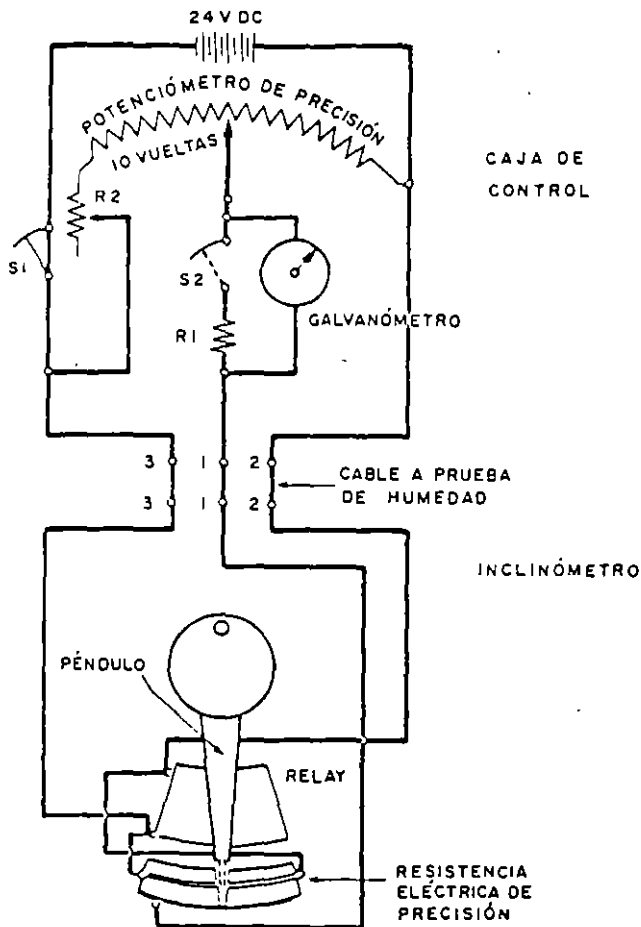 24 V DC
POTENCIÓMETRO DE PRECISIÓN
10 VUELTAS
CAJA DE
CONTROL
R2
S1
S2
GALVANÓMETRO
R1
3 1 2
CABLE A PRUEBA
DE HUMEDAD
3 1 2
INCLINÓMETRO
PÉNDULO
RELAY
RESISTENCIA
ELÉCTRICA DE
PRECISIÓN